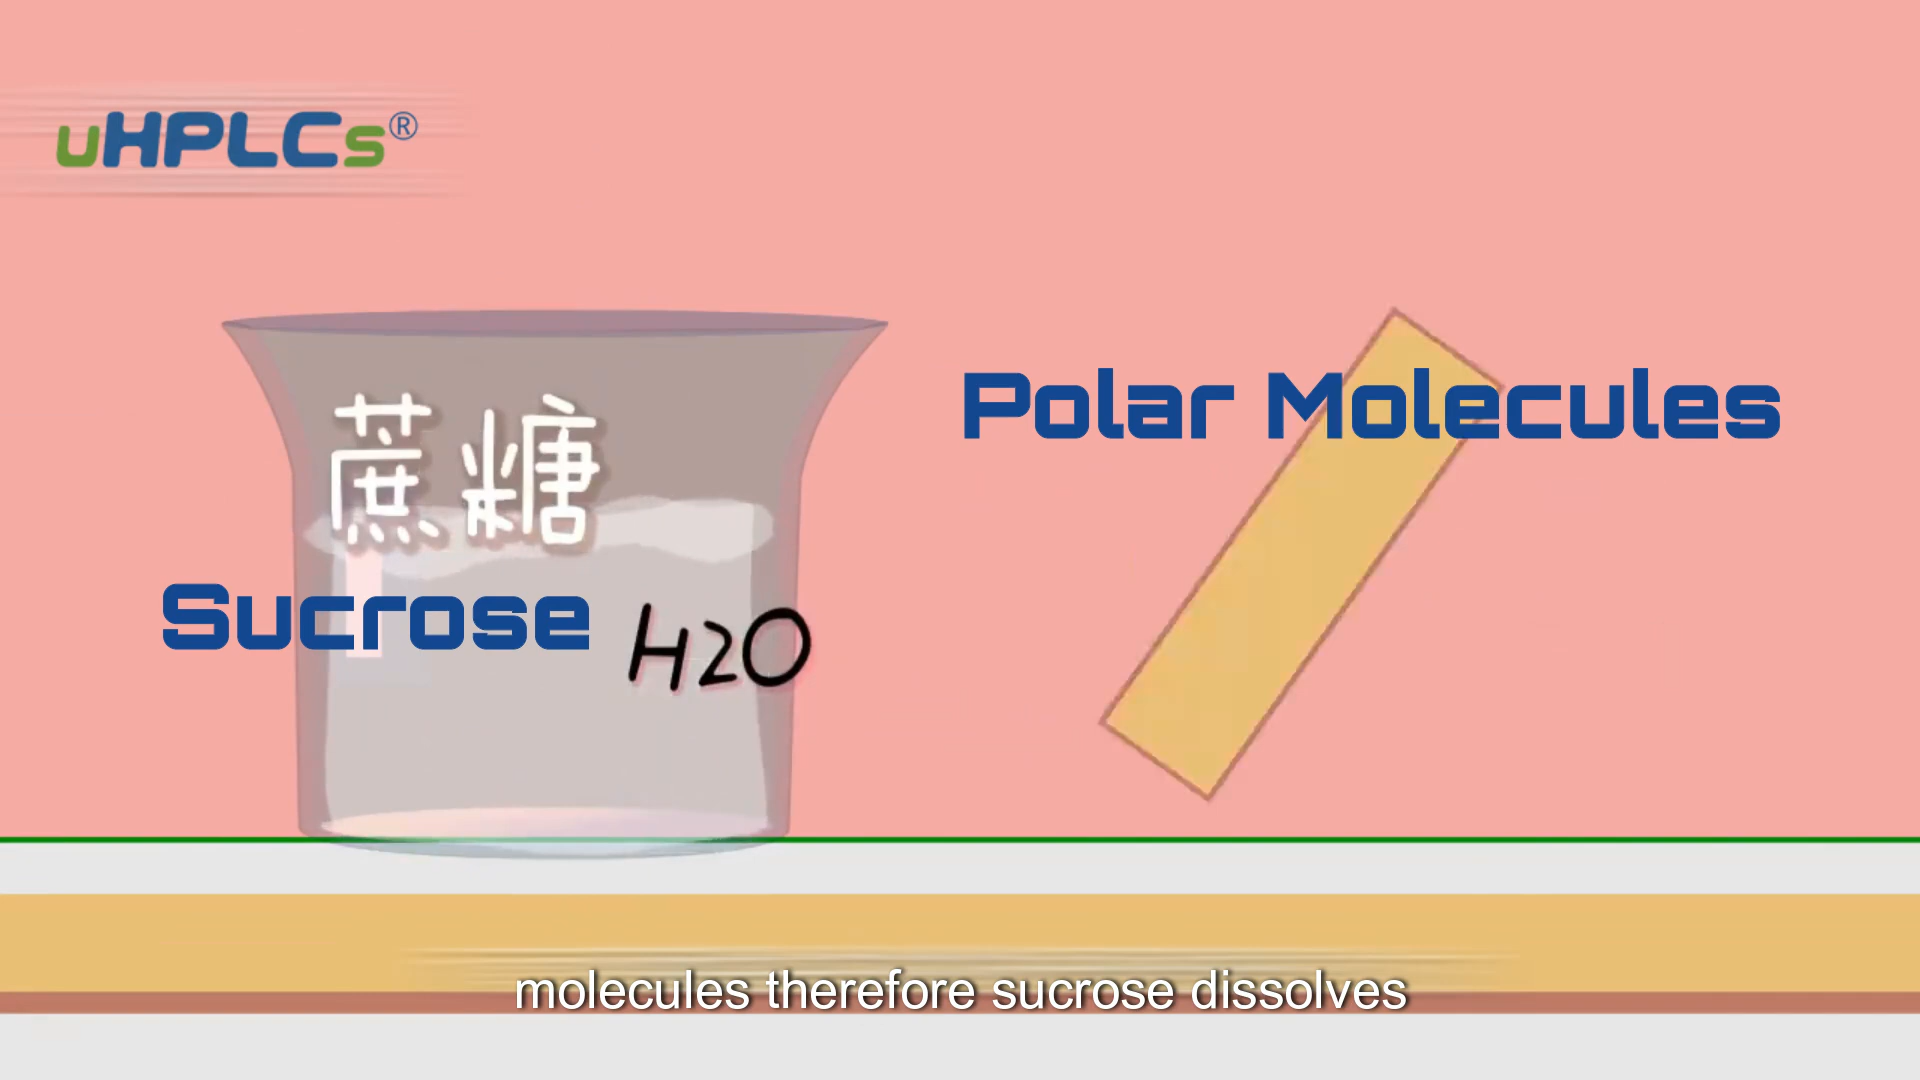 uHPLCs®
蔗糖
Polar Molecules
Sucrose
H2O
molecules therefore sucrose dissolves